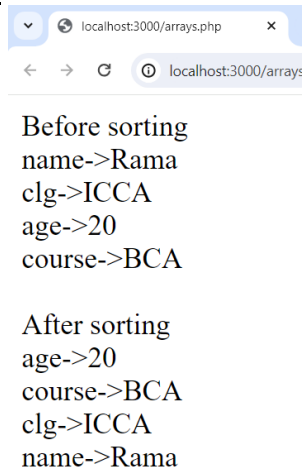 localhost:3000/arrays.php
localhost:3000/arrays
Before sorting
name->Rama
clg->ICCA
age->20
course->BCA
After sorting
age->20
course->BCA
clg->ICCA
name->Rama